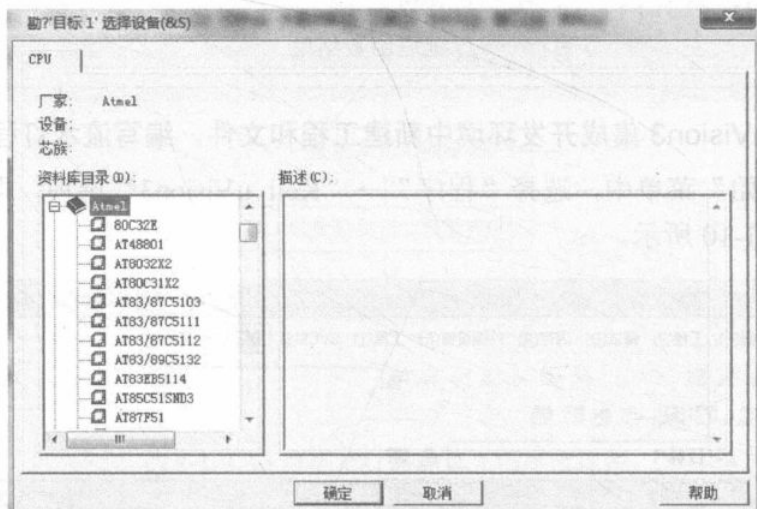 勐?'目标 1' 选择设备(&S)
CPU
厂家: Atmel
设备:
芯族:
资料库目录(D):
描述(C):
Atmel
80C32E
AT48801
AT8032X2
AT80C31X2
AT83/87C5103
AT83/87C5111
AT83/87C5112
AT83/89C5132
AT83EB5114
AT85C51SND3
AT87F51
确定
取消
帮助